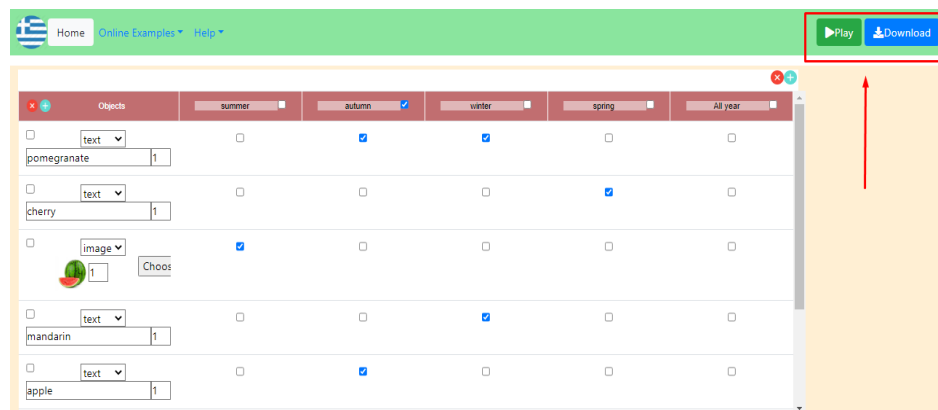 Home Online Examples Help Play Download
Objects summer autumn winter spring All year
text
pomegranate 1
text
cherry 1
image
1 Choos
text
mandarin 1
text
apple 1